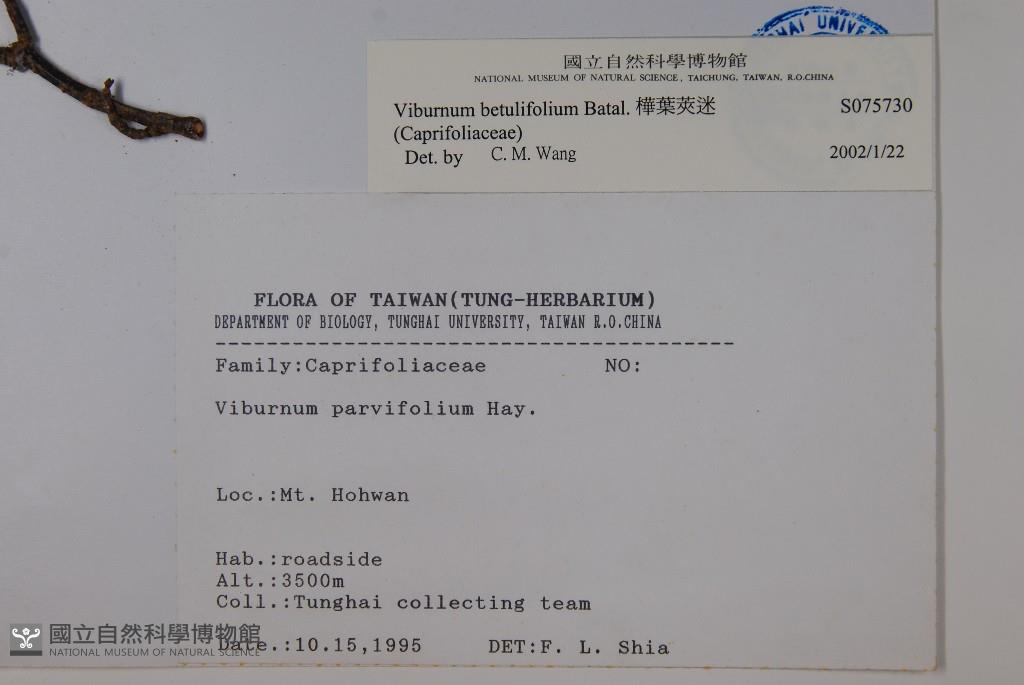 HAI UNIVE
國立自然科學博物館
NATIONAL MUSEUM OF NATURAL SCIENCE, TAICHUNG, TAIWAN, R.O.CHINA
Viburnum betulifolium Batal. 樺葉莢迷 S075730
(Caprifoliaceae)
Det. by C. M. Wang 2002/1/22
FLORA OF TAIWAN(TUNG-HERBARIUM)
DEPARTMENT OF BIOLOGY, TUNGHAI UNIVERSITY, TAIWAN R.O.CHINA
Family:Caprifoliaceae NO:
Viburnum parvifolium Hay.
Loc.:Mt. Hohwan
Hab.:roadside
Alt.:3500m
Coll.:Tunghai collecting team
Date.:10.15,1995 DET:F. L. Shia
國立自然科學博物館
NATIONAL MUSEUM OF NATURAL SCIENCE